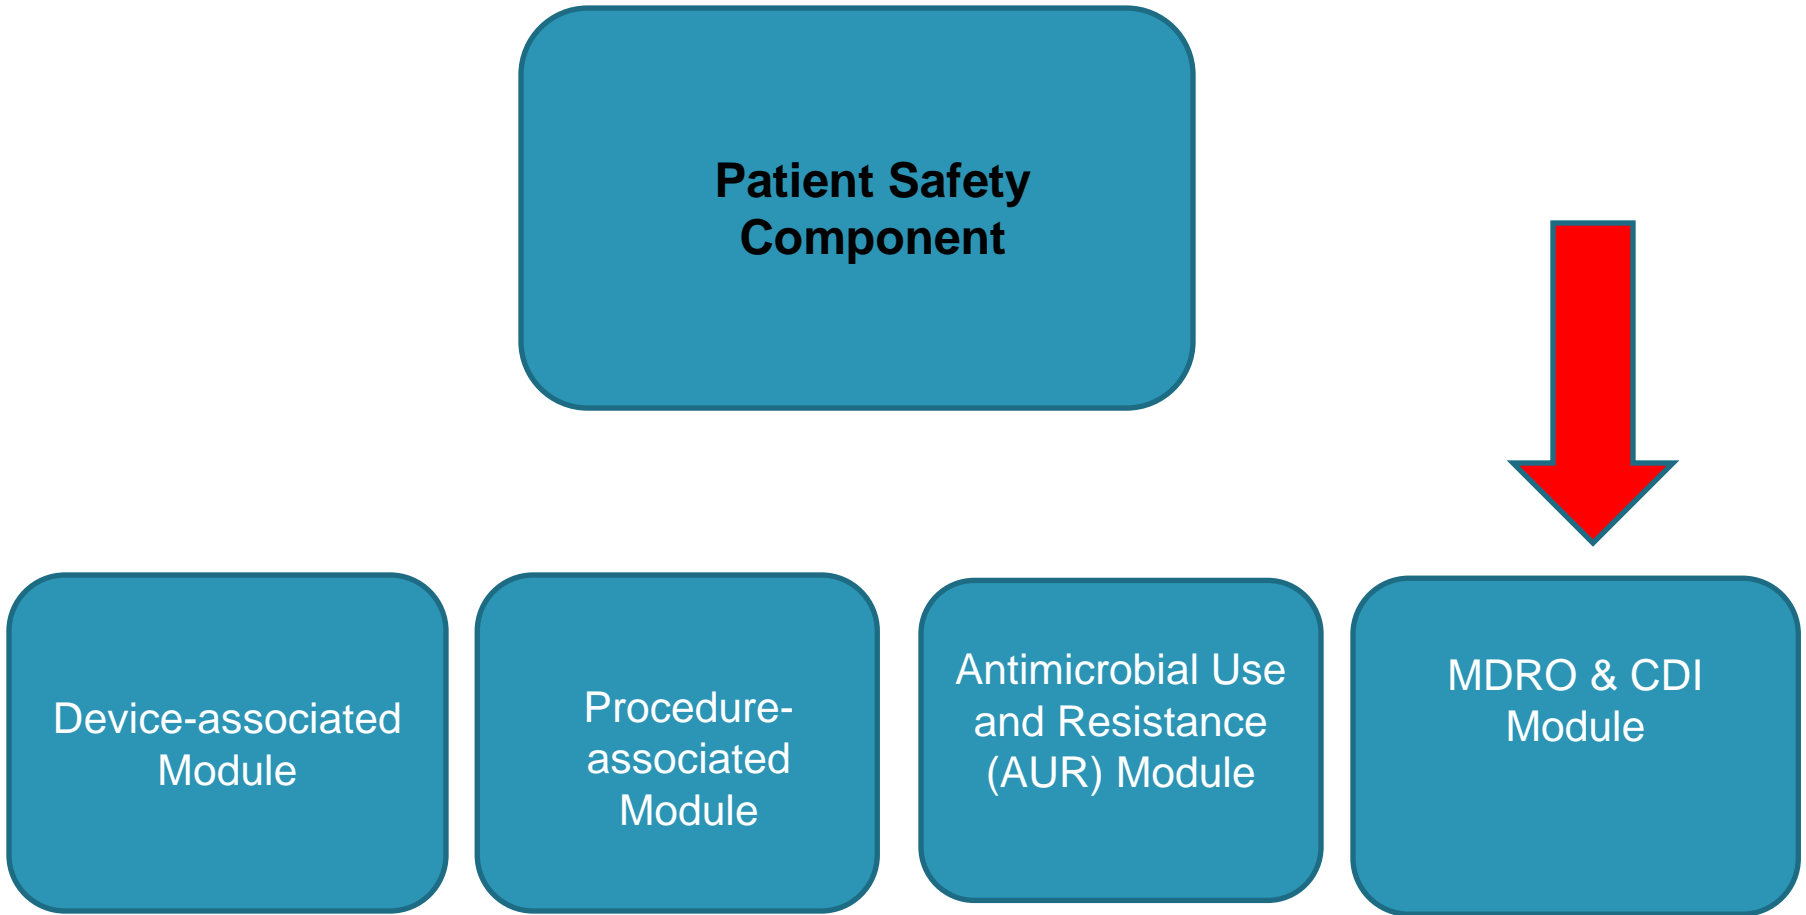 Patient Safety
Component
Device-associated
Module
Procedure-
associated
Module
Antimicrobial Use
and Resistance
(AUR) Module
MDRO & CDI
Module